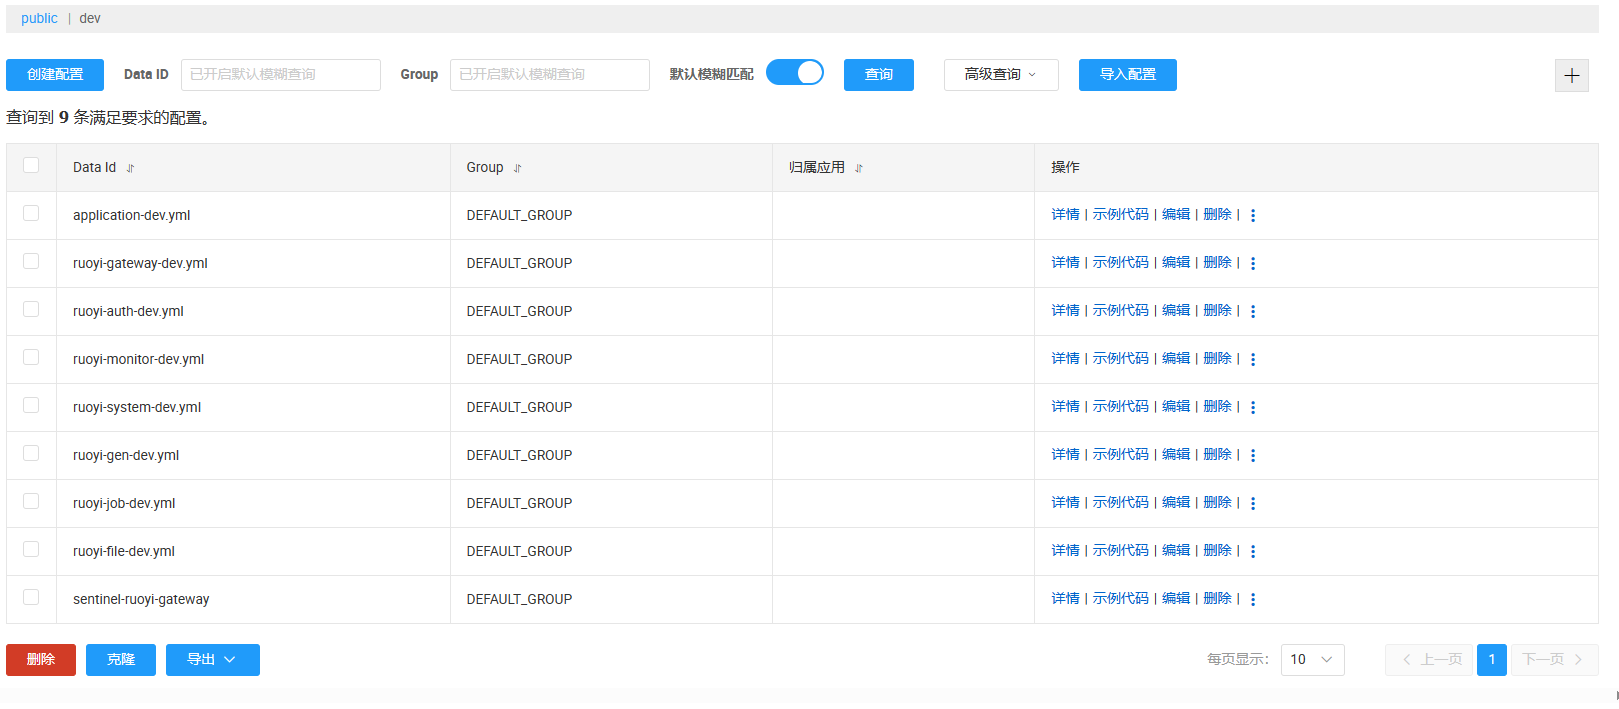 public | dev
创建配置 Data ID 已开启默认模糊查询 Group 已开启默认模糊查询 默认模糊匹配 查询 高级查询 导入配置
查询到 9 条满足要求的配置。
Data Id Group 归属应用 操作
application-dev.yml DEFAULT_GROUP 详情 | 示例代码 | 编辑 | 删除 |
ruoyi-gateway-dev.yml DEFAULT_GROUP 详情 | 示例代码 | 编辑 | 删除 |
ruoyi-auth-dev.yml DEFAULT_GROUP 详情 | 示例代码 | 编辑 | 删除 |
ruoyi-monitor-dev.yml DEFAULT_GROUP 详情 | 示例代码 | 编辑 | 删除 |
ruoyi-system-dev.yml DEFAULT_GROUP 详情 | 示例代码 | 编辑 | 删除 |
ruoyi-gen-dev.yml DEFAULT_GROUP 详情 | 示例代码 | 编辑 | 删除 |
ruoyi-job-dev.yml DEFAULT_GROUP 详情 | 示例代码 | 编辑 | 删除 |
ruoyi-file-dev.yml DEFAULT_GROUP 详情 | 示例代码 | 编辑 | 删除 |
sentinel-ruoyi-gateway DEFAULT_GROUP 详情 | 示例代码 | 编辑 | 删除 |
删除 克隆 导出 每页显示: 10 上一页 1 下一页